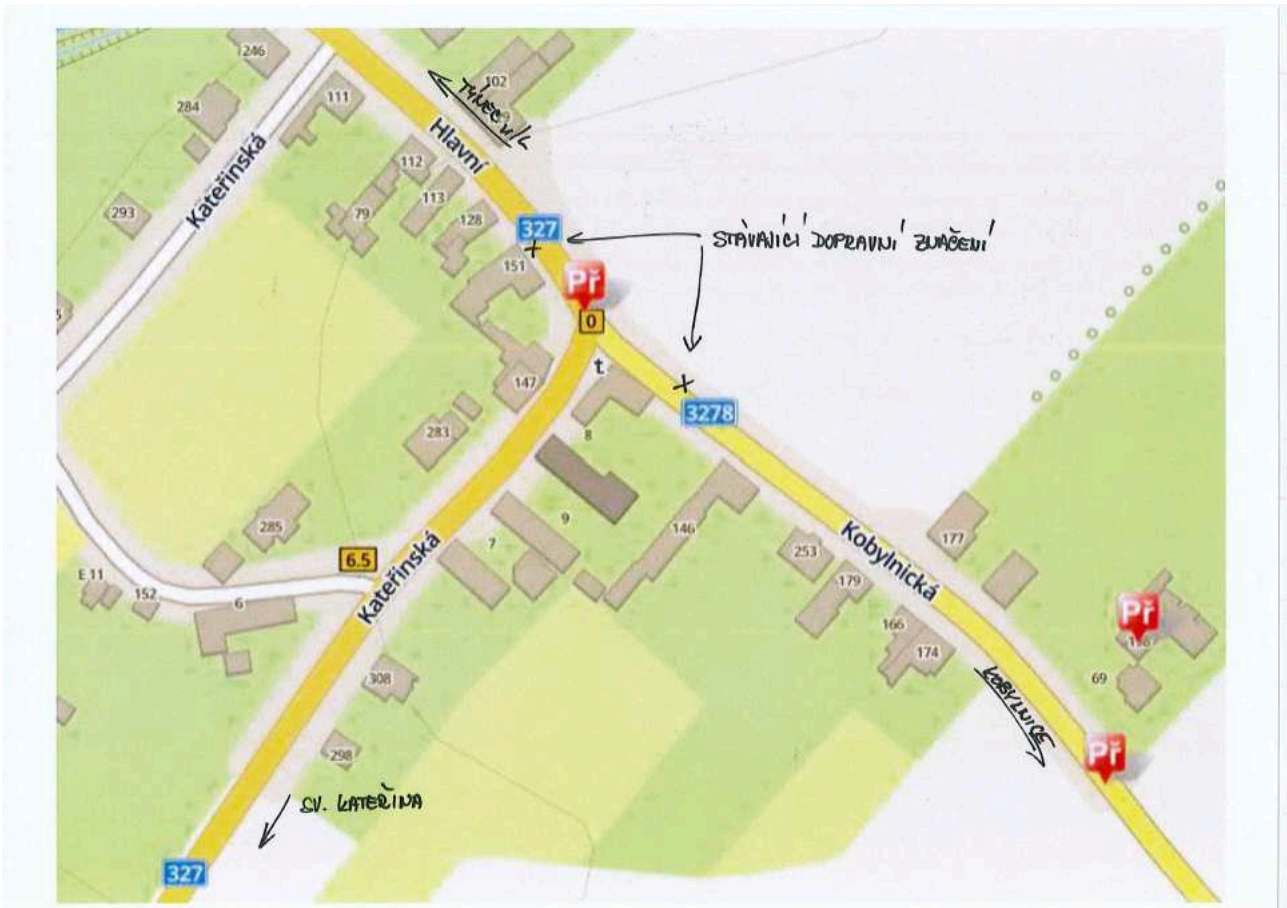 246
102
TÝNEC n/L
284
111
Hlavní
Kateřinská
112
113
79
128
293
327
STÁVAJÍCÍ DOPRAVNÍ ZNAČENÍ
151
Př
0
t
147
3278
283
8
285
146
9
7
Kobylnická
177
253
6.5
Kateřinská
179
E.11
152
6
Př
166
174
69
308
KOBYLNICE
Př
298
SV. KATEŘINA
327